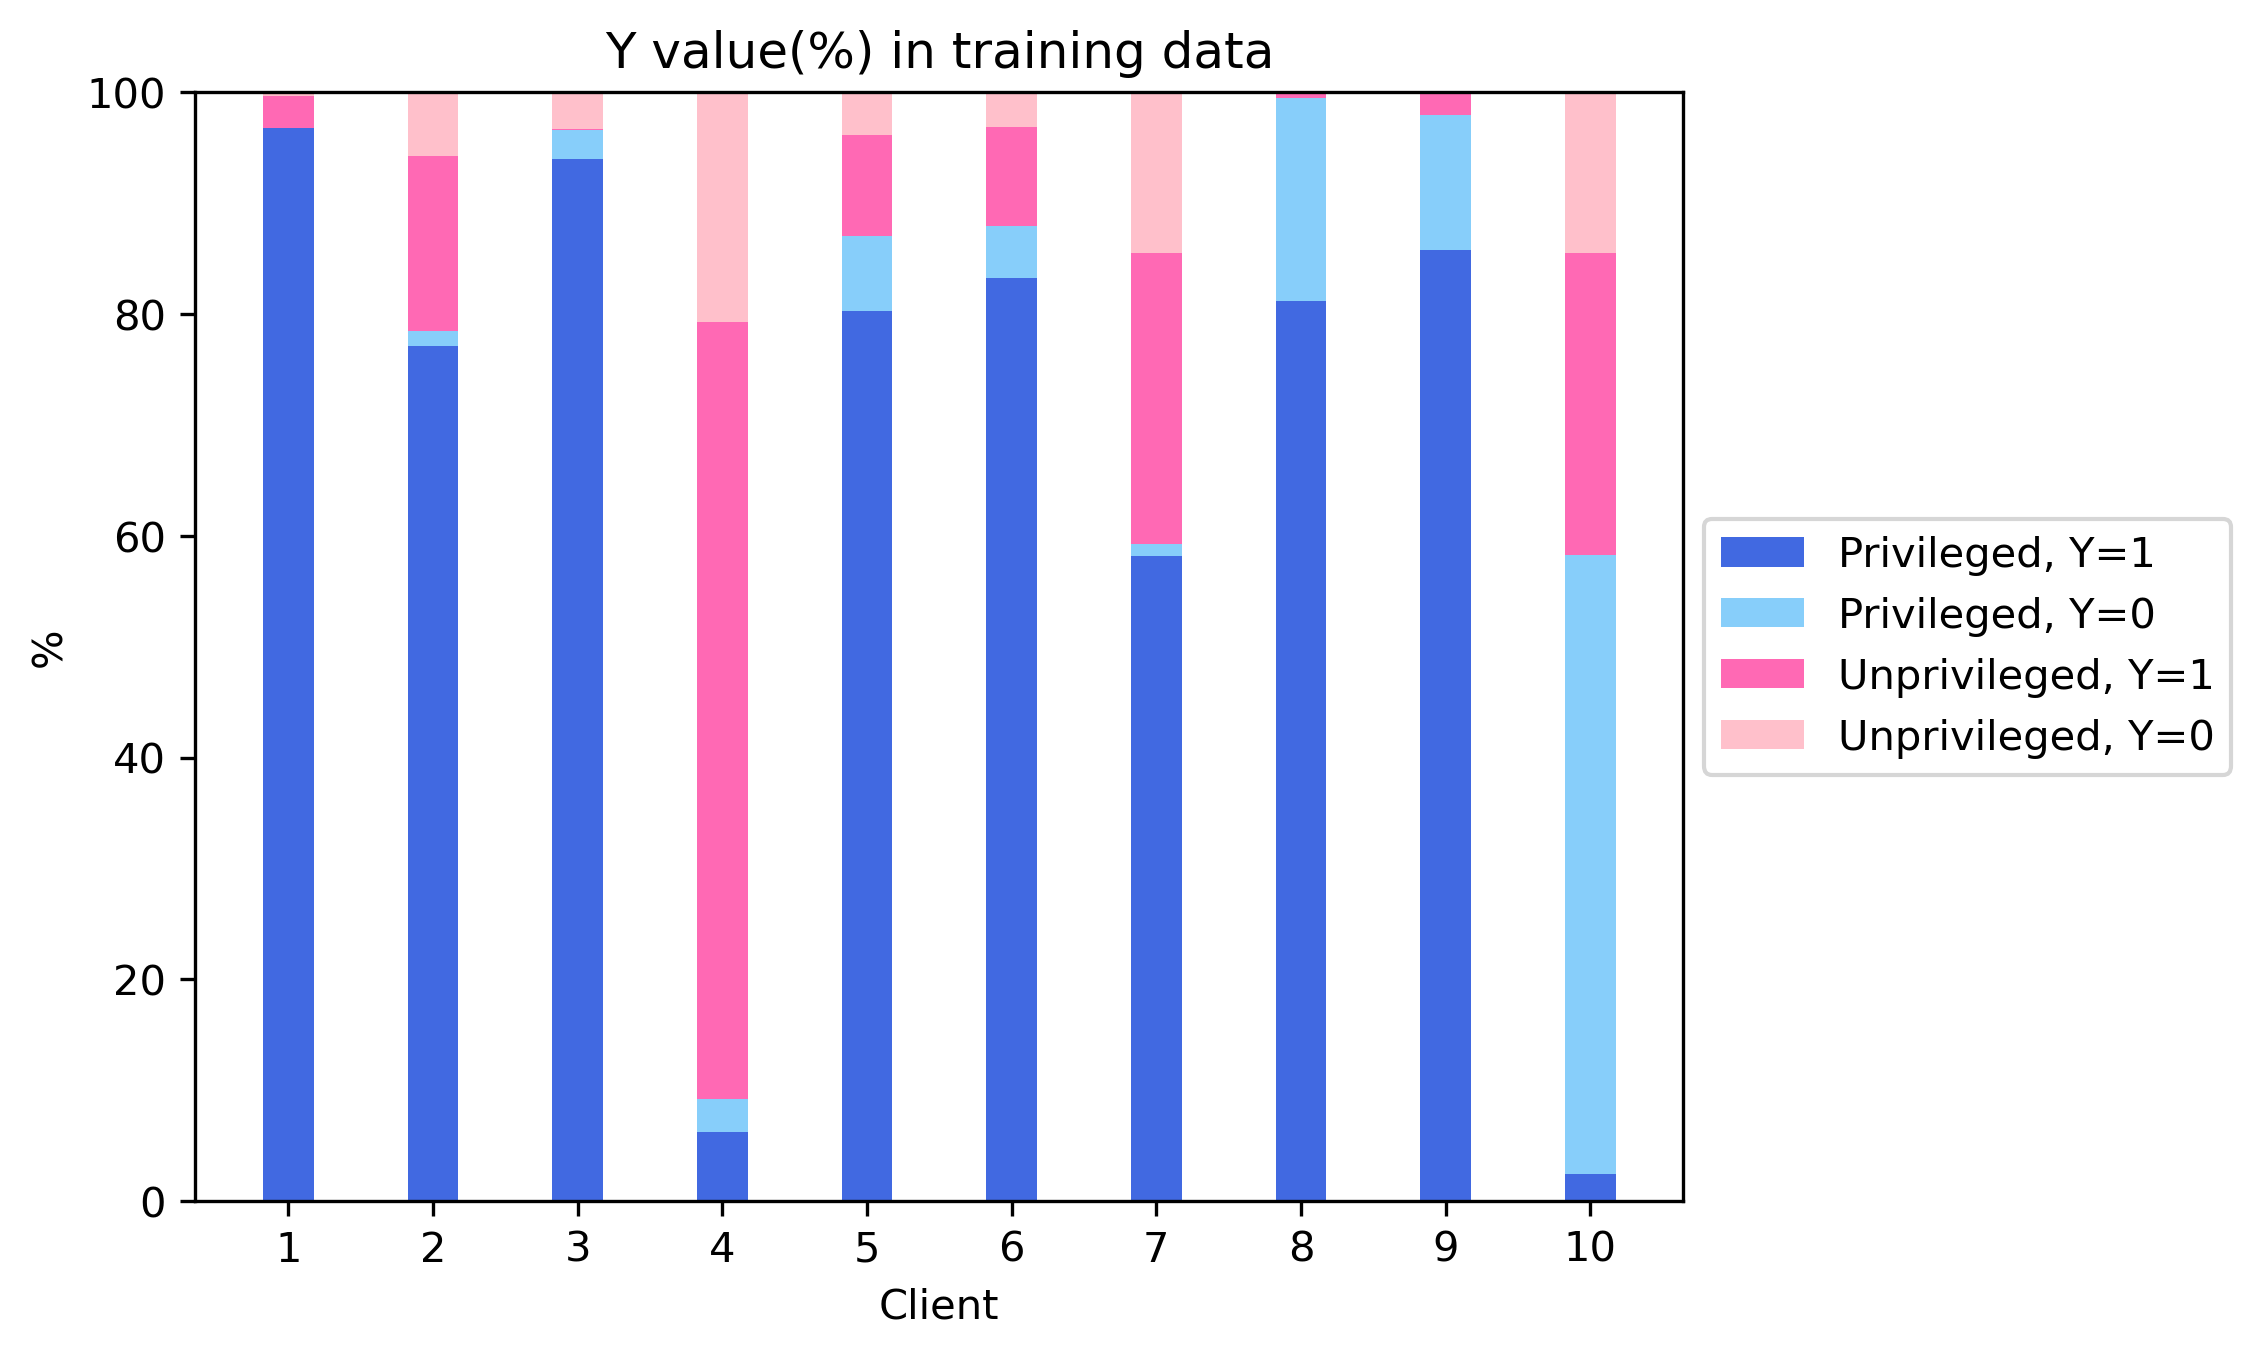 Y value(%) in training data
100
80
60
40
20
0
%
1 2 3 4 5 6 7 8 9 10
Client
Privileged, Y=1
Privileged, Y=0
Unprivileged, Y=1
Unprivileged, Y=0